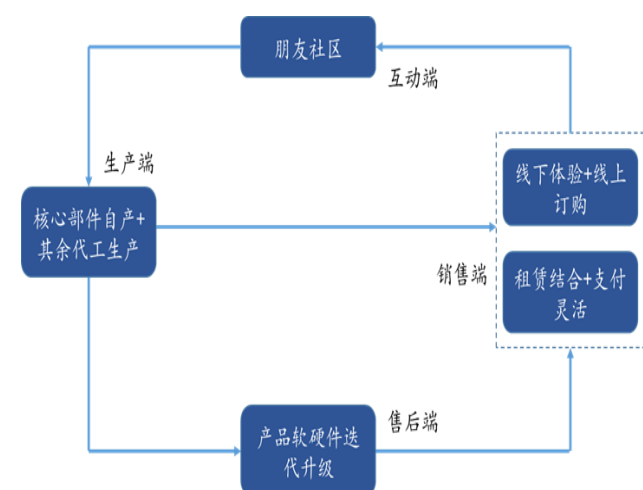 朋友社区
互动端
生产端
线下体验+线上
订购
核心部件自产+
其余代工生产
销售端
租赁结合+支付
灵活
产品软硬件迭
代升级
售后端